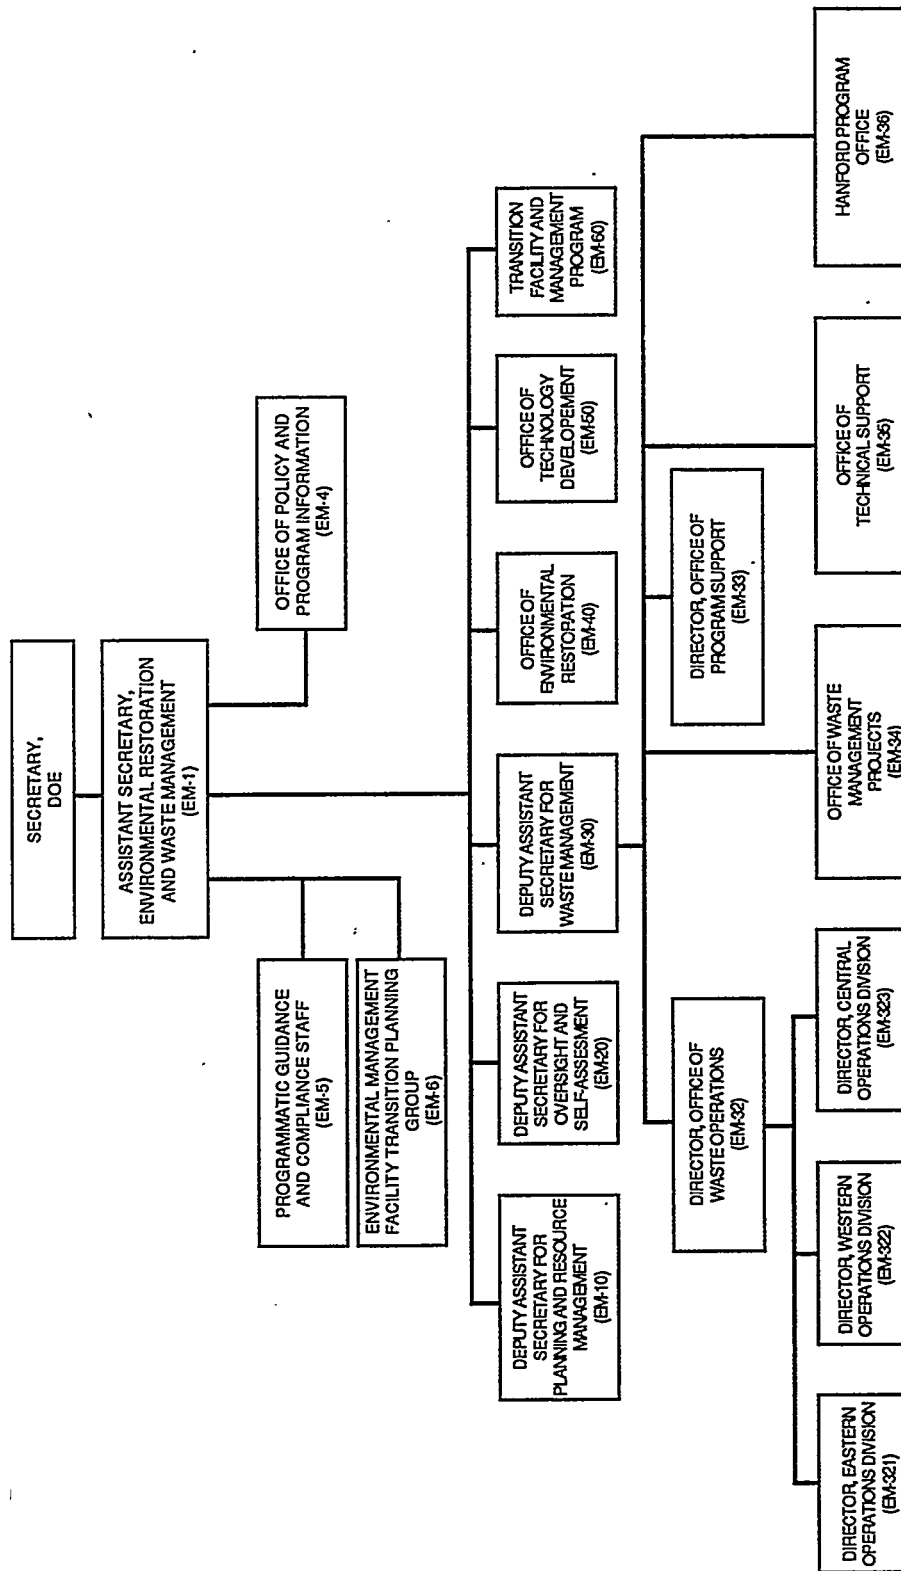 SECRETARY,
DOE
ASSISTANT SECRETARY,
ENVIRONMENTAL RESTORATION
AND WASTE MANAGEMENT
(EM-1)
PROGRAMMATIC GUIDANCE
AND COMPLIANCE STAFF
(EM-5)
OFFICE OF POLICY AND
PROGRAM INFORMATION
(EM-4)
ENVIRONMENTAL MANAGEMENT
FACILITY TRANSITION PLANNING
GROUP
(EM-6)
DEPUTY ASSISTANT
SECRETARY FOR
PLANNING AND RESOURCE
MANAGEMENT
(EM-10)
DEPUTY ASSISTANT
SECRETARY FOR
OVERSIGHT AND
SELF-ASSESMENT
(EM-20)
DEPUTY ASSISTANT
SECRETARY FOR
WASTE MANAGEMENT
(EM-30)
OFFICE OF
ENVIRONMENTAL
RESTORATION
(EM-40)
OFFICE OF
TECHNOLOGY
DEVELOPEMENT
(EM-50)
TRANSITION
FACILITY AND
MANAGEMENT
PROGRAM
(EM-60)
DIRECTOR, OFFICE OF
WASTE OPERATIONS
(EM-32)
DIRECTOR, OFFICE OF
PROGRAM SUPPORT
(EM-33)
DIRECTOR, EASTERN
OPERATIONS DIVISION
(EM-321)
DIRECTOR, WESTERN
OPERATIONS DIVISION
(EM-322)
DIRECTOR, CENTRAL
OPERATIONS DIVISION
(EM-323)
OFFICE OF WASTE
MANAGEMENT
PROJECTS
(EM-34)
OFFICE OF
TECHNICAL SUPPORT
(EM-35)
HANFORD PROGRAM
OFFICE
(EM-36)